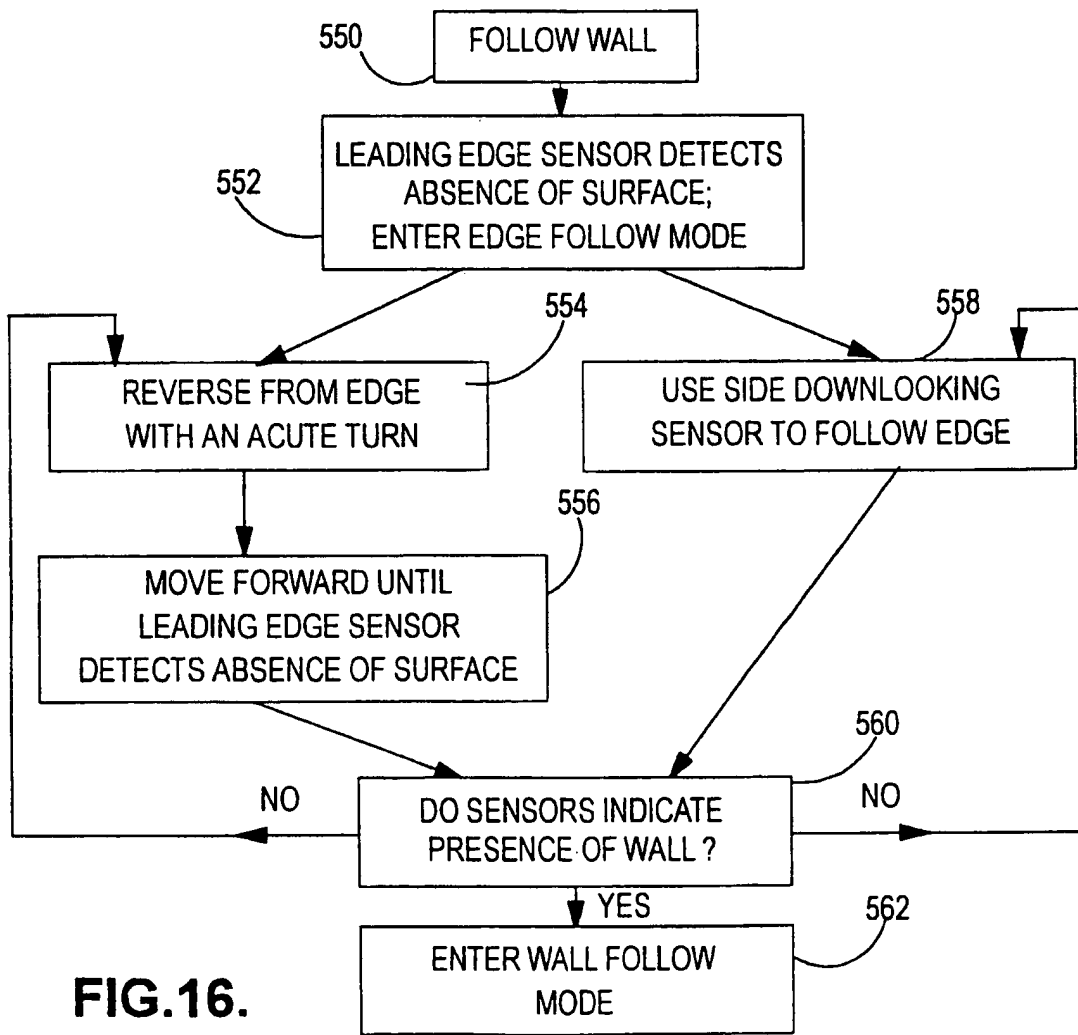 550
FOLLOW WALL
552
LEADING EDGE SENSOR DETECTS
ABSENCE OF SURFACE;
ENTER EDGE FOLLOW MODE
554
REVERSE FROM EDGE
WITH AN ACUTE TURN
558
USE SIDE DOWNLOOKING
SENSOR TO FOLLOW EDGE
556
MOVE FORWARD UNTIL
LEADING EDGE SENSOR
DETECTS ABSENCE OF SURFACE
560
NO
DO SENSORS INDICATE
PRESENCE OF WALL ?
NO
YES
562
ENTER WALL FOLLOW
MODE
FIG.16.